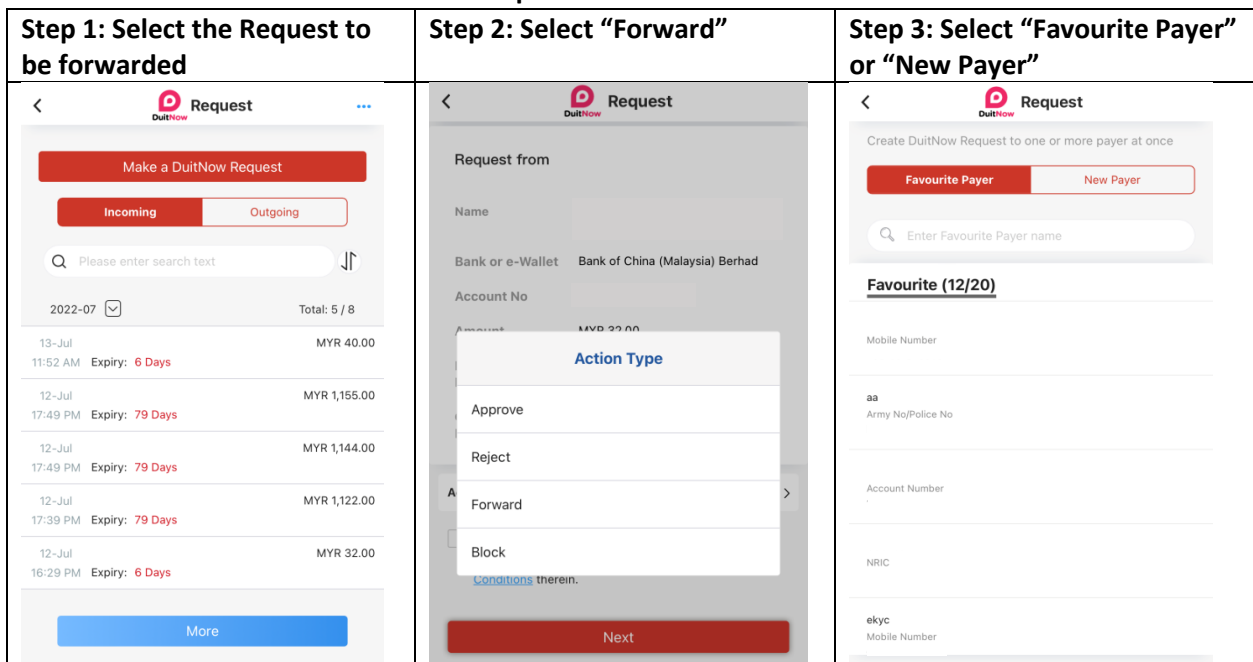 Step 1: Select the Request to
be forwarded
DuitNow
Request
Make a DuitNow Request
Incoming
Outgoing
Please enter search text
2022-07
Total: 5 / 8
13-Jul
MYR 40.00
11:52 AM Expiry: 6 Days
12-Jul
MYR 1,155.00
17:49 PM Expiry: 79 Days
12-Jul
MYR 1,144.00
17:49 PM Expiry: 79 Days
12-Jul
MYR 1,122.00
17:39 PM Expiry: 79 Days
12-Jul
MYR 32.00
16:29 PM Expiry: 6 Days
More
Step 2: Select “Forward”
DuitNow
Request
Request from
Name
Bank or e-Wallet Bank of China (Malaysia) Berhad
Account No
Amount MYR 32.00
Action Type
Approve
Reject
Forward
Block
Conditions therein.
Next
Step 3: Select “Favourite Payer”
or “New Payer”
DuitNow
Request
Create DuitNow Request to one or more payer at once
Favourite Payer
New Payer
Enter Favourite Payer name
Favourite (12/20)
Mobile Number
aa
Army No/Police No
Account Number
NRIC
ekyc
Mobile Number